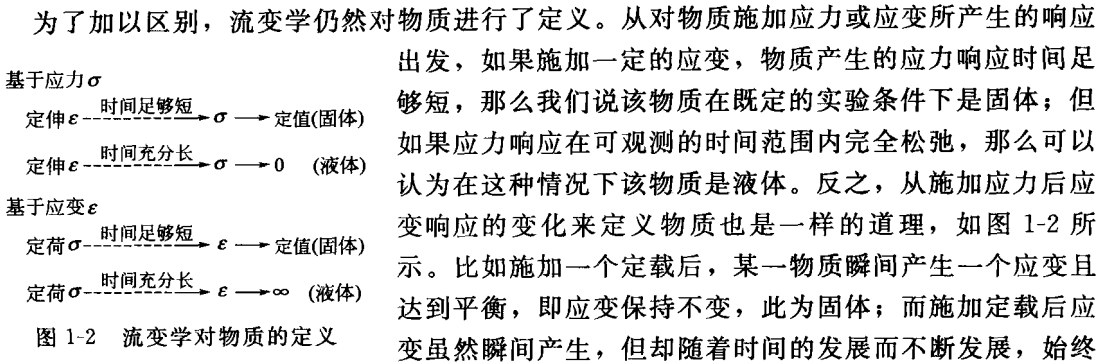 为了加以区别，流变学仍然对物质进行了定义。从对物质施加应力或应变所产生的响应
出发，如果施加一定的应变，物质产生的应力响应时间足
够短，那么我们说该物质在既定的实验条件下是固体；但
如果应力响应在可观测的时间范围内完全松弛，那么可以
认为在这种情况下该物质是液体。反之，从施加应力后应
变响应的变化来定义物质也是一样的道理，如图 1-2 所
示。比如施加一个定载后，某一物质瞬间产生一个应变且
达到平衡，即应变保持不变，此为固体；而施加定载后应
变虽然瞬间产生，但却随着时间的发展而不断发展，始终
基于应力σ
定伸ε 时间足够短 σ → 定值(固体)
定伸ε 时间充分长 σ → 0 (液体)
基于应变ε
定荷σ 时间足够短 ε → 定值(固体)
定荷σ 时间充分长 ε → ∞ (液体)
图 1-2 流变学对物质的定义